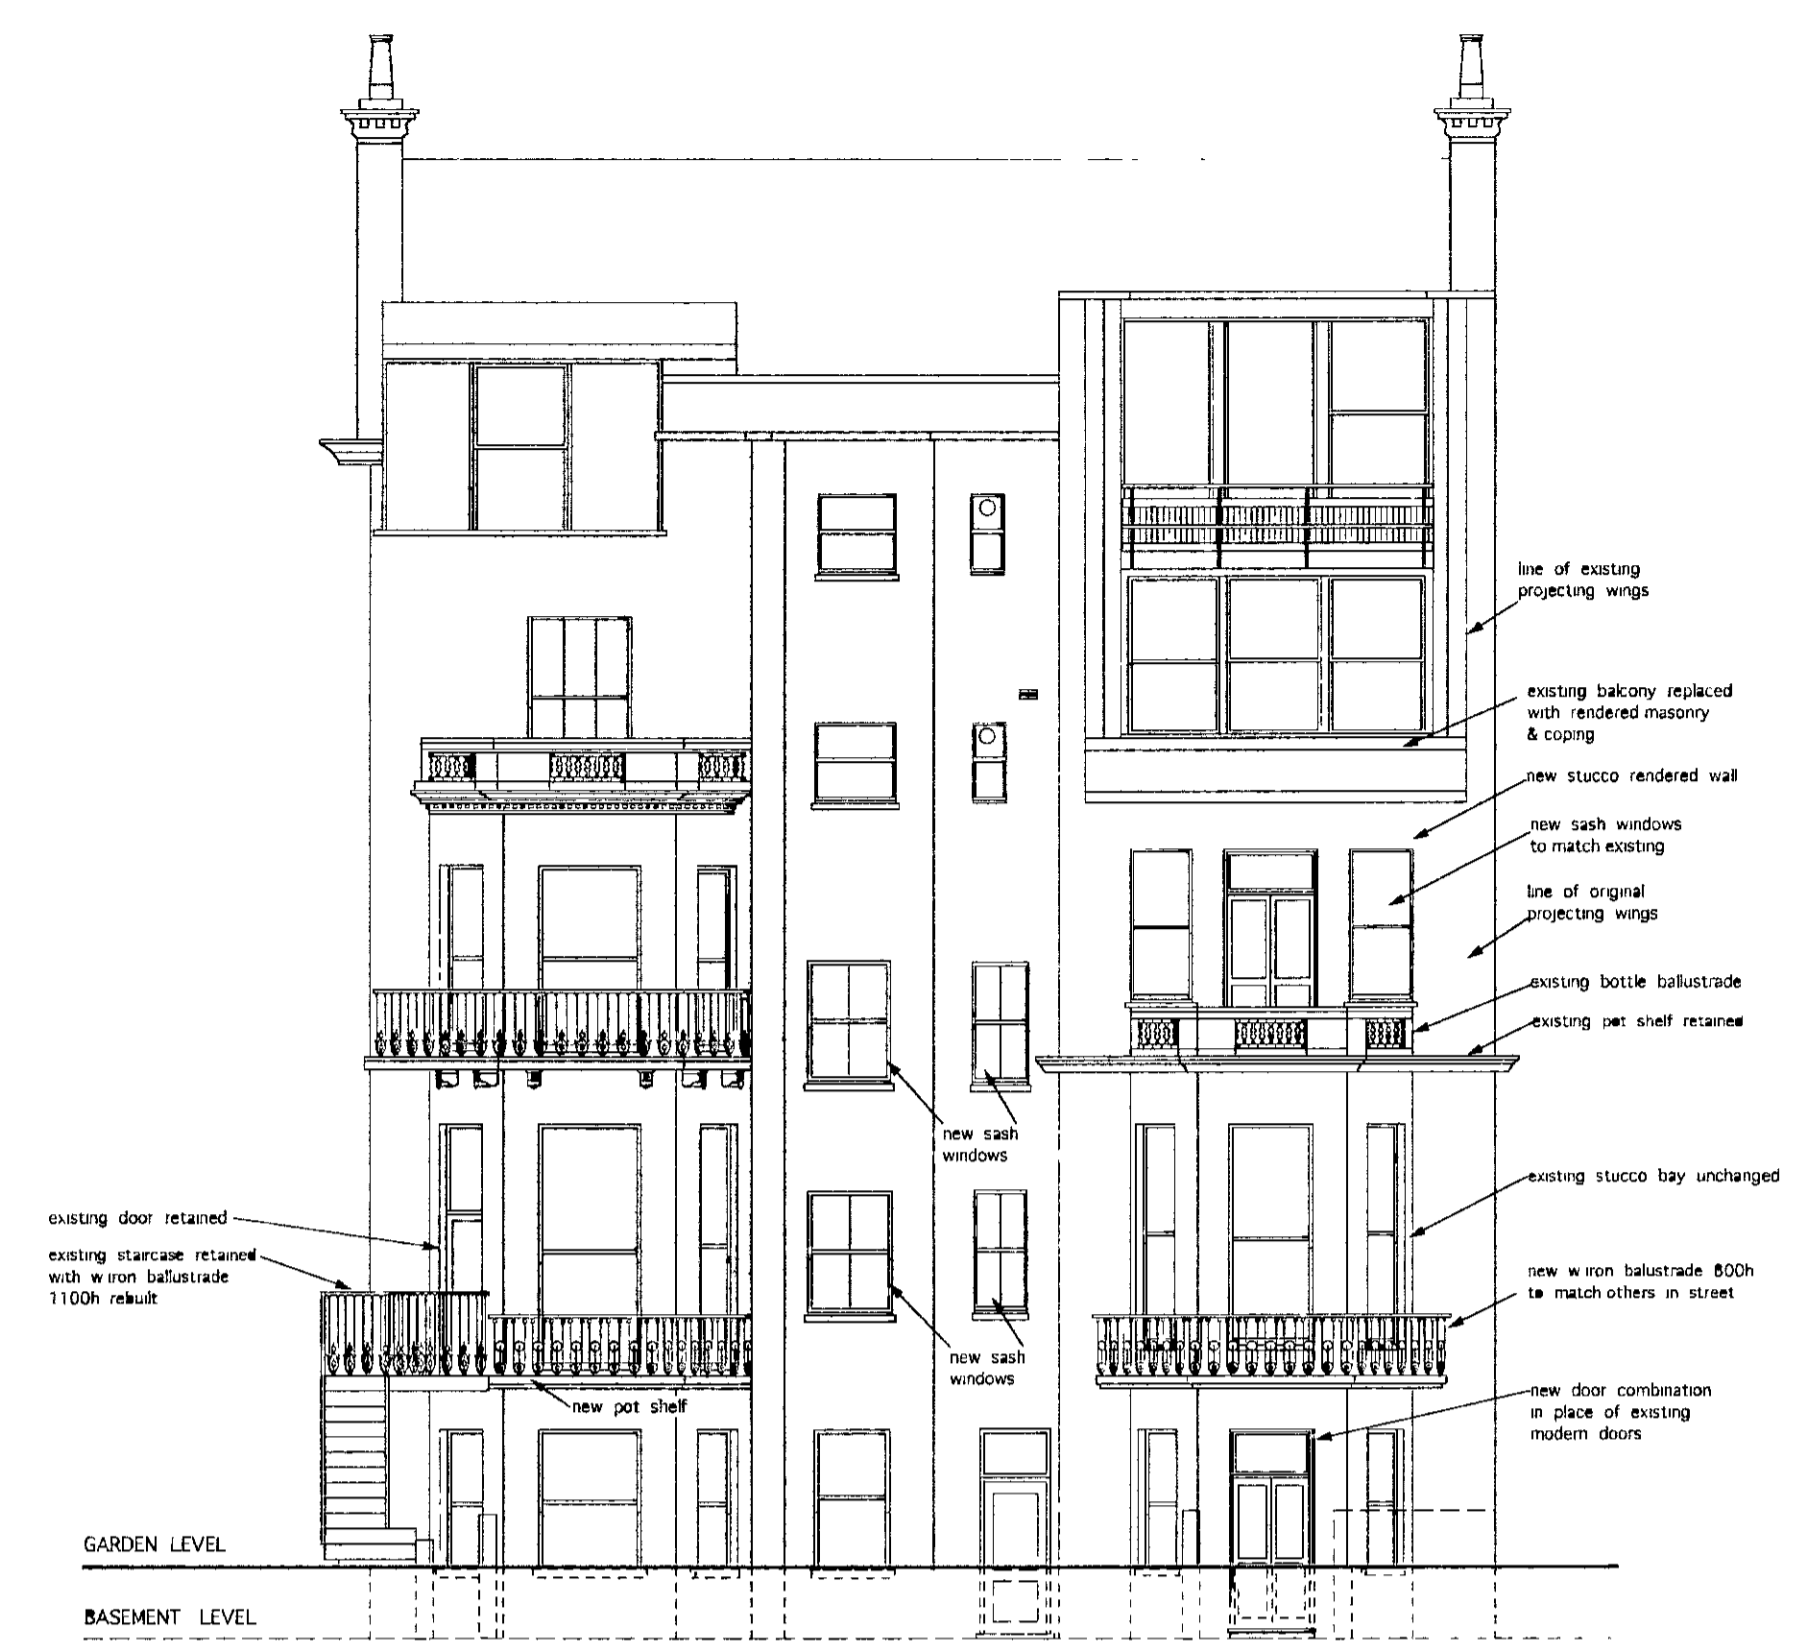 line of existing
projecting wings
existing balcony replaced
with rendered masonry
& coping
new stucco rendered wall
new sash windows
to match existing
line of original
projecting wings
existing bottle ballustrade
existing pot shelf retained
new sash
windows
existing stucco bay unchanged
existing door retained
existing staircase retained
with w iron ballustrade
1100h rebuilt
new w iron balustrade 800h
to match others in street
new sash
windows
new pot shelf
new door combination
in place of existing
modern doors
GARDEN LEVEL
BASEMENT LEVEL